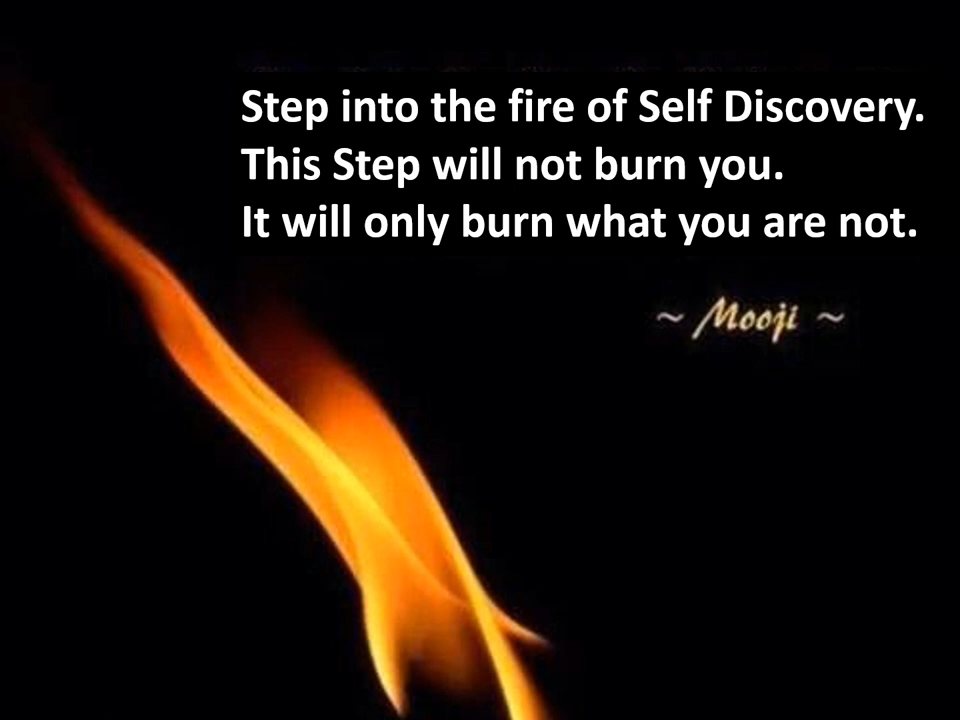 Step into the fire of Self Discovery.
This Step will not burn you.
It will only burn what you are not.
~ Mooji ~